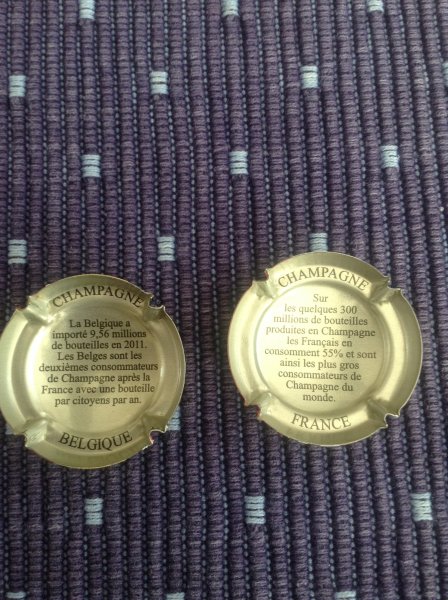 CHAMPAGNE
La Belgique a
importé 9,56 millions
de bouteilles en 2011.
Les Belges sont les
deuxièmes consommateurs
de Champagne après la
France avec une bouteille
par citoyens par an.
BELGIQUE
CHAMPAGNE
Sur
les quelques 300
millions de bouteilles
produites en Champagne
les Français en
consomment 55% et sont
ainsi les plus gros
consommateurs de
Champagne du
monde.
FRANCE